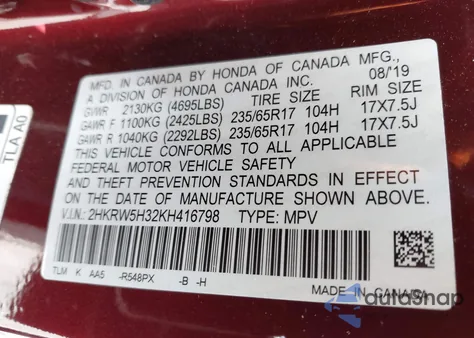 MFD. IN CANADA BY HONDA OF CANADA MFG.,
A DIVISION OF HONDA CANADA INC. 08/19
GVWR 2130KG (4695LBS) TIRE SIZE RIM SIZE
GAWR F 1100KG (2425LBS) 235/65R17 104H 17X7.5J
GAWR R 1040KG (2292LBS) 235/65R17 104H 17X7.5J
THIS VEHICLE CONFORMS TO ALL APPLICABLE
FEDERAL MOTOR VEHICLE SAFETY
AND THEFT PREVENTION STANDARDS IN EFFECT
ON THE DATE OF MANUFACTURE SHOWN ABOVE.
V.I.N.: 2HKRW5H32KH416798 TYPE: MPV
TLM K AA5 -R548PX -B -H
MADE IN CANADA
TLA A0
autosnap